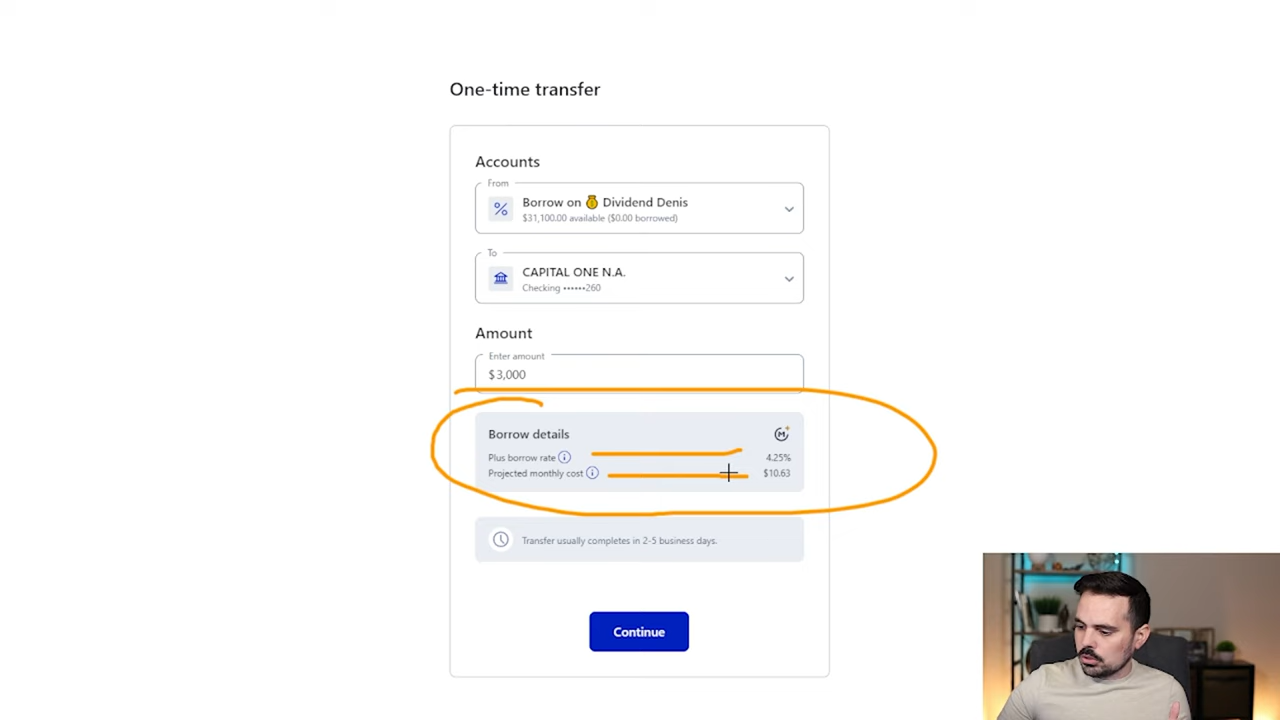 One-time transfer
Accounts
From
Borrow on 💰 Dividend Denis
$31,100.00 available ($0.00 borrowed)
To
CAPITAL ONE N.A.
Checking ••••••260
Amount
Enter amount
$3,000
Borrow details
Plus borrow rate 4.25%
Projected monthly cost $10.63
Transfer usually completes in 2-5 business days.
Continue